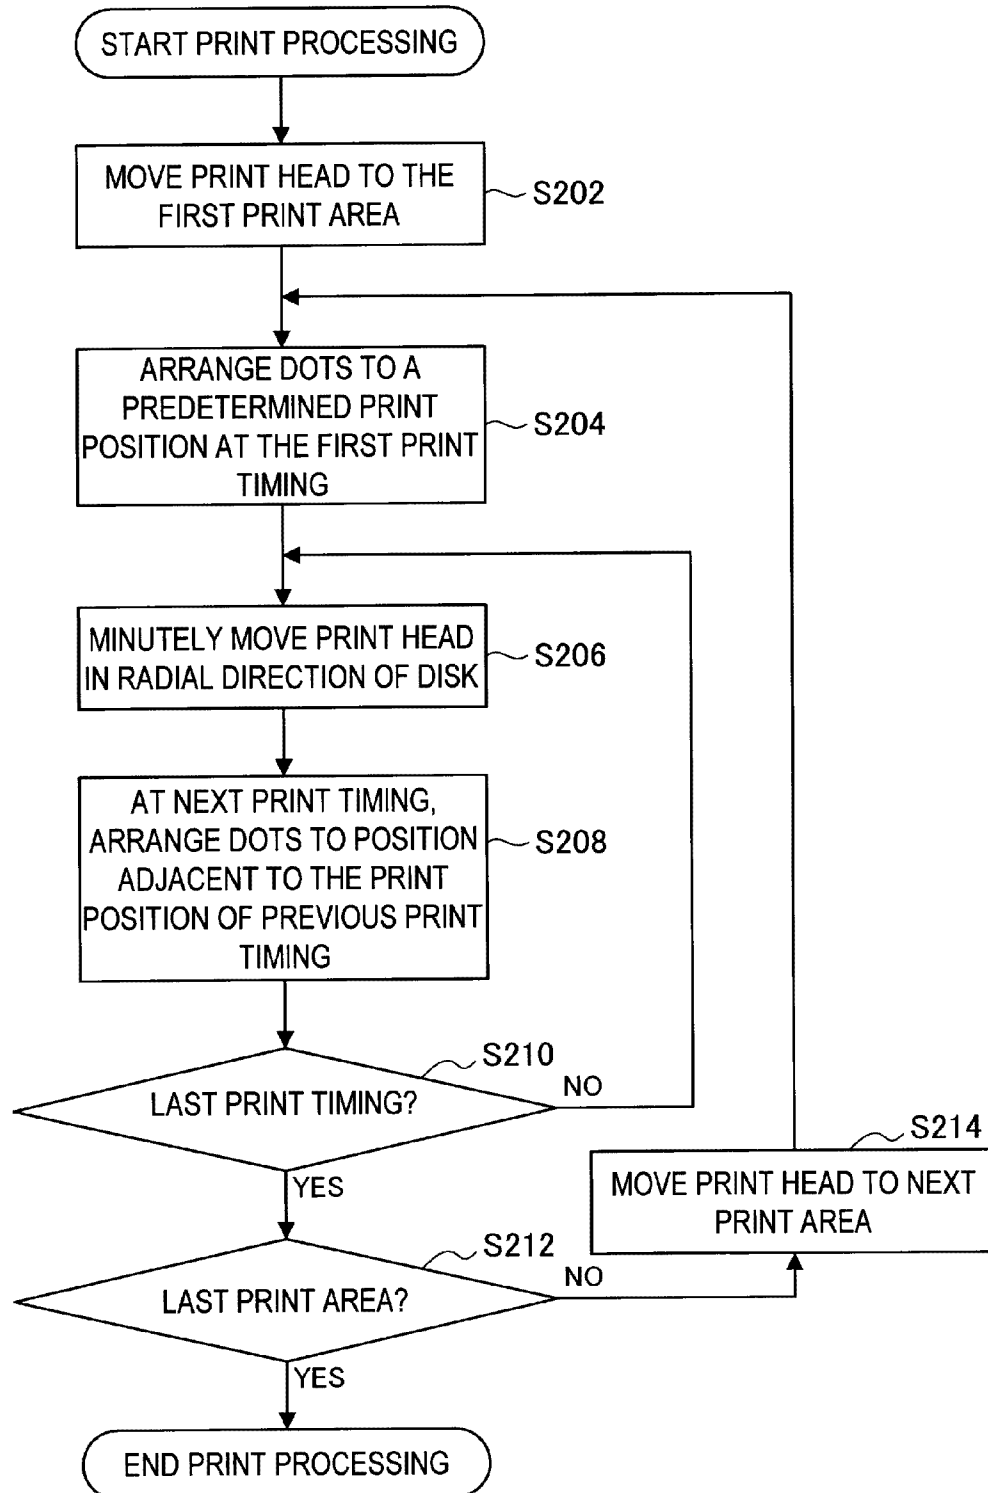 START PRINT PROCESSING
MOVE PRINT HEAD TO THE
FIRST PRINT AREA
S202
ARRANGE DOTS TO A
PREDETERMINED PRINT
POSITION AT THE FIRST PRINT
TIMING
S204
MINUTELY MOVE PRINT HEAD
IN RADIAL DIRECTION OF DISK
S206
AT NEXT PRINT TIMING,
ARRANGE DOTS TO POSITION
ADJACENT TO THE PRINT
POSITION OF PREVIOUS PRINT
TIMING
S208
S210
LAST PRINT TIMING?
NO
YES
S214
MOVE PRINT HEAD TO NEXT
PRINT AREA
S212
LAST PRINT AREA?
NO
YES
END PRINT PROCESSING